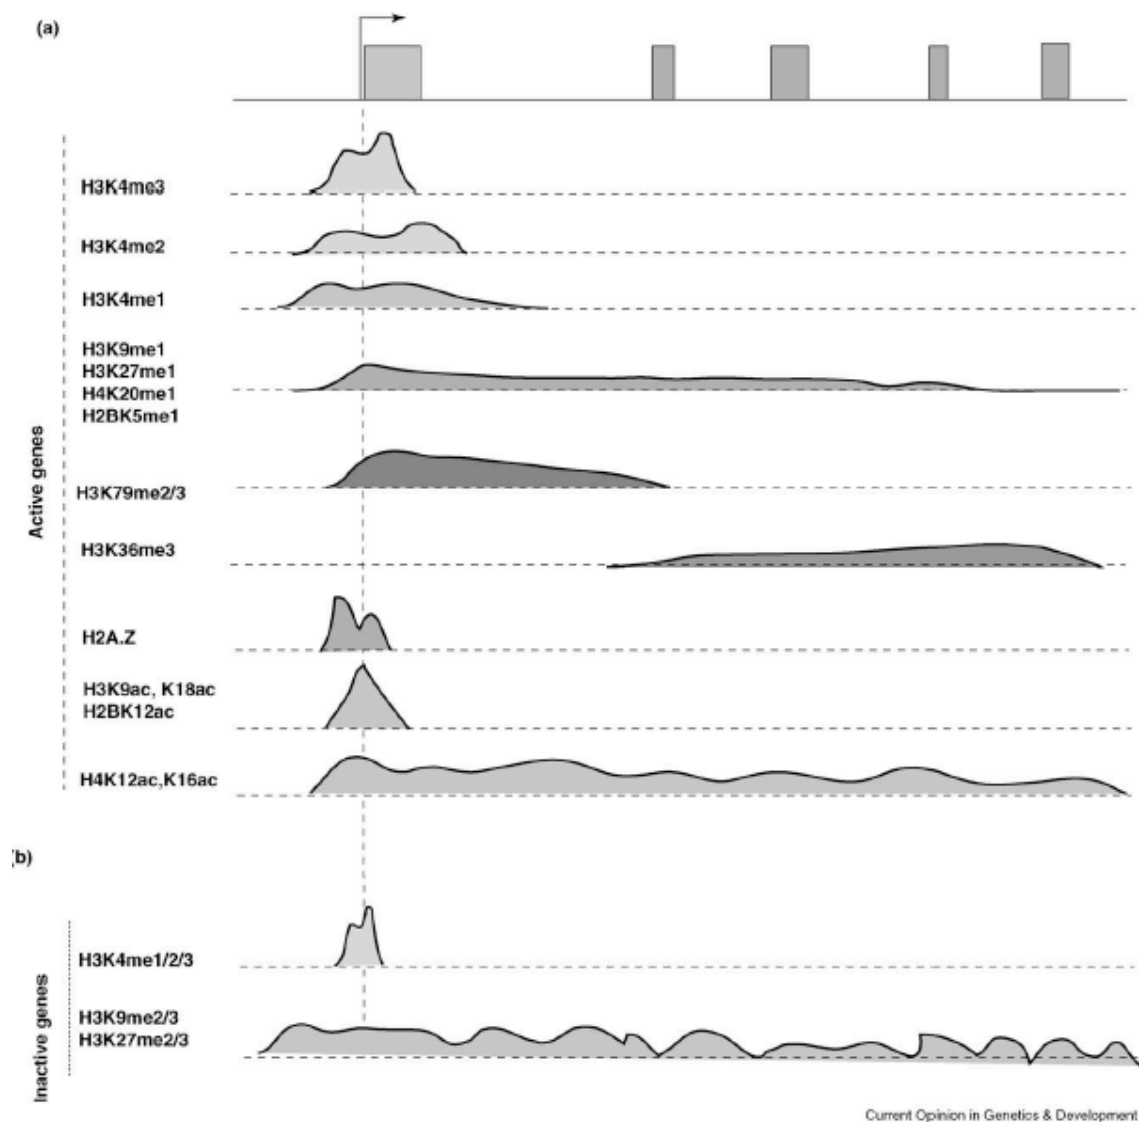 (a)
H3K4me3
H3K4me2
H3K4me1
H3K9me1
H3K27me1
H4K20me1
H2BK5me1
H3K79me2/3
H3K36me3
H2A.Z
H3K9ac, K18ac
H2BK12ac
H4K12ac,K16ac
Active genes
(b)
H3K4me1/2/3
H3K9me2/3
H3K27me2/3
Inactive genes
Current Opinion in Genetics & Development